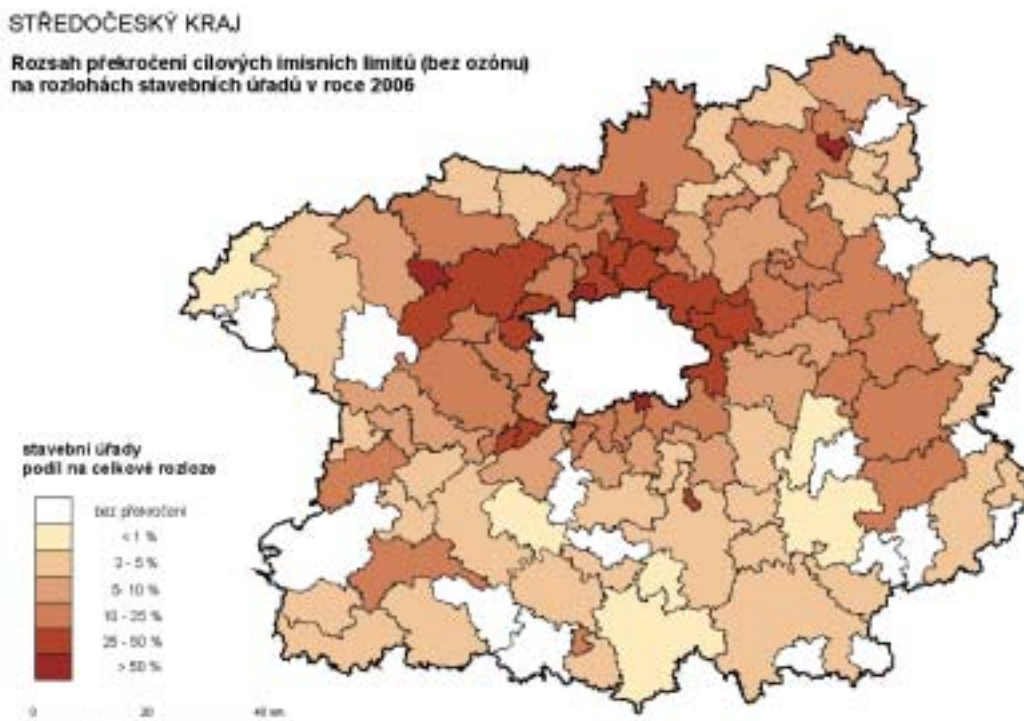 STŘEDOČESKÝ KRAJ
Rozsah překročení cílových imisních limitů (bez ozónu)
na rozlohách stavebních úřadů v roce 2006
stavební úřady
podíl na celkové rozloze
bez překročení
< 1 %
2 - 5 %
5- 10 %
10 - 25 %
25 - 50 %
> 50 %
0 20 40 km